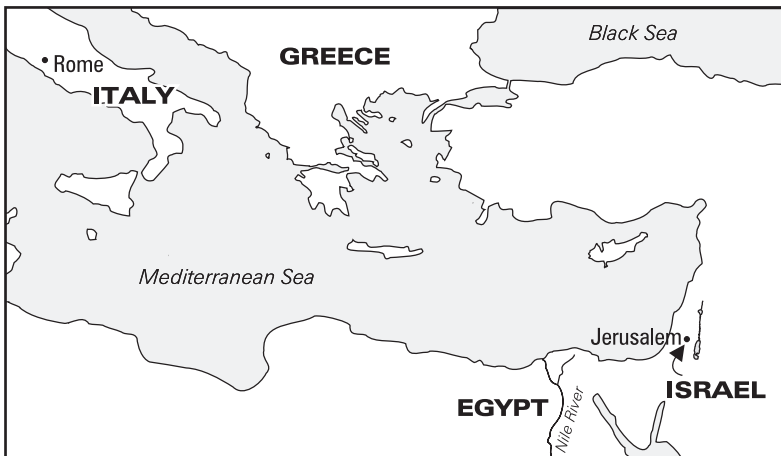 Black Sea
GREECE
Rome
ITALY
Mediterranean Sea
Jerusalem
ISRAEL
EGYPT
Nile River